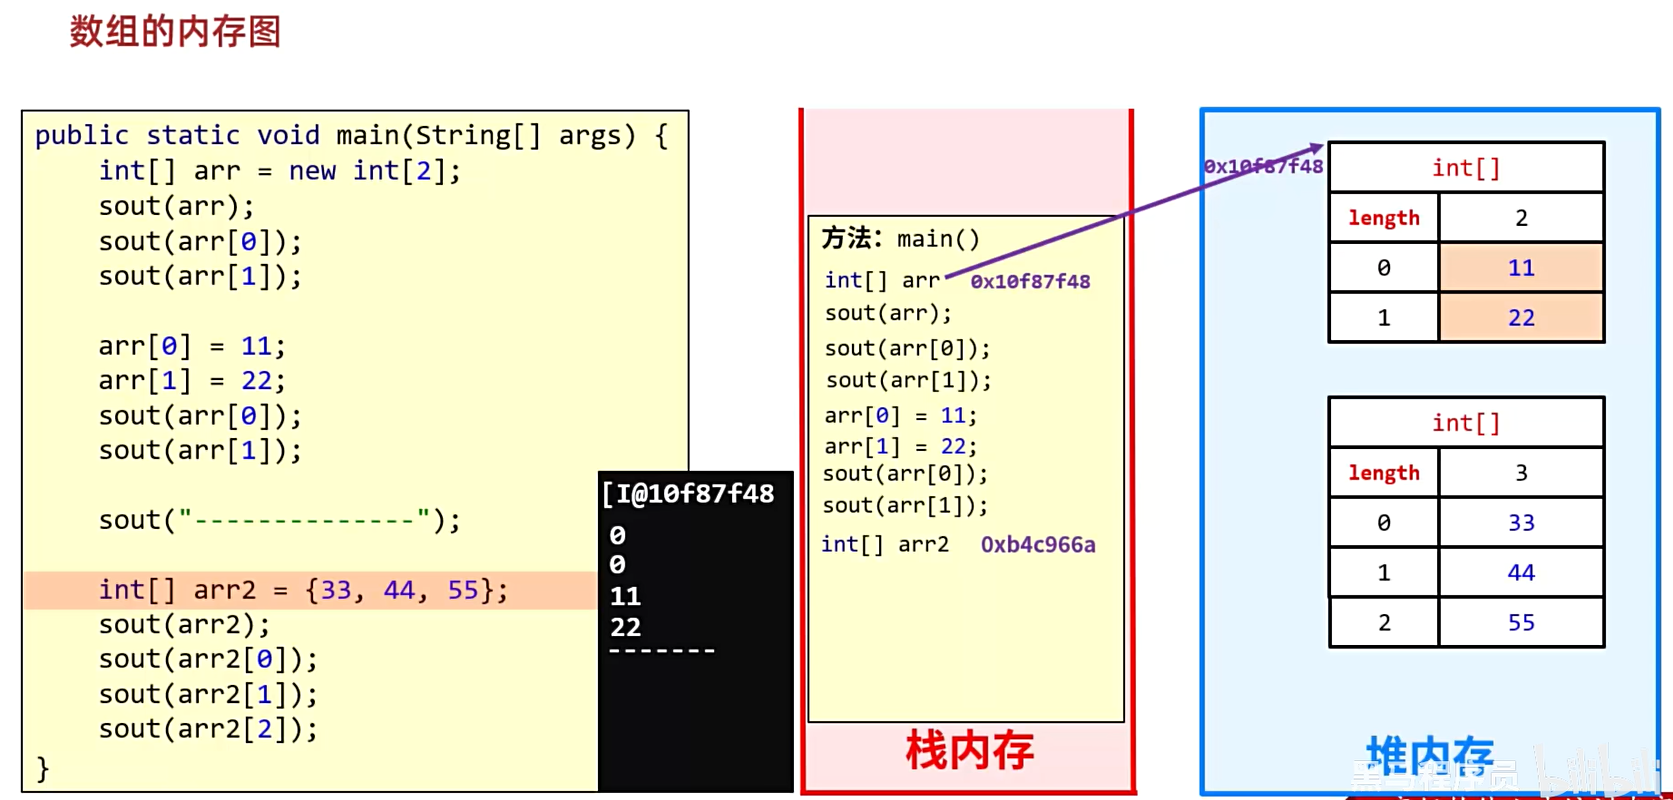 数组的内存图
public static void main(String[] args) {
int[] arr = new int[2];
sout(arr);
sout(arr[0]);
sout(arr[1]);
arr[0] = 11;
arr[1] = 22;
sout(arr[0]);
sout(arr[1]);
sout("--------------");
int[] arr2 = {33, 44, 55};
sout(arr2);
sout(arr2[0]);
sout(arr2[1]);
sout(arr2[2]);
}
[I@10f87f48
0
0
11
22
-------
方法：main()
int[] arr 0x10f87f48
sout(arr);
sout(arr[0]);
sout(arr[1]);
arr[0] = 11;
arr[1] = 22;
sout(arr[0]);
sout(arr[1]);
int[] arr2 0xb4c966a
栈内存
0x10f87f48
int[]
length 2
0 11
1 22
int[]
length 3
0 33
1 44
2 55
堆内存
黑马程序员 bilibili